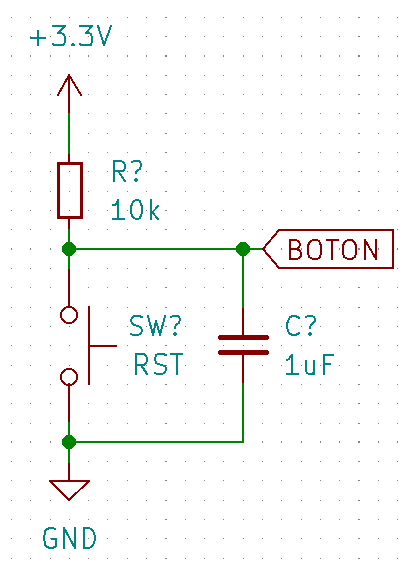 +3.3V
R?
10k
BOTON
SW?
RST
C?
1uF
GND